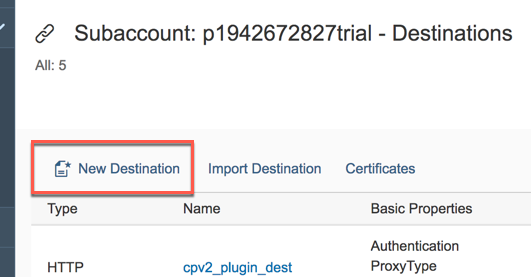 Subaccount: p1942672827trial - Destinations
All: 5
New Destination Import Destination Certificates
Type Name Basic Properties
Authentication
HTTP cpv2_plugin_dest ProxyType